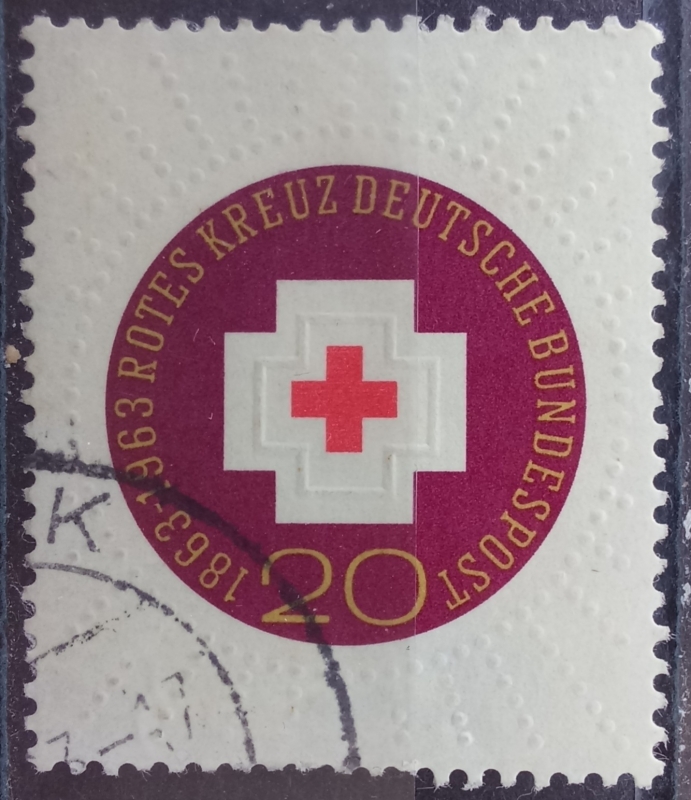 1863-1963 ROTES KREUZ DEUTSCHE BUNDESPOST
20
K